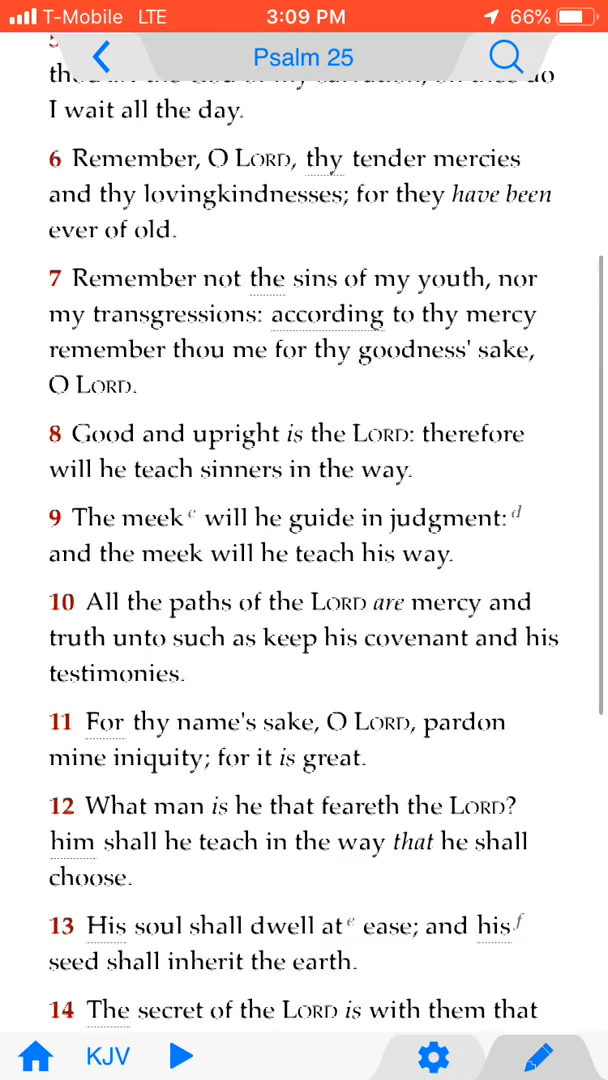 T-Mobile LTE 3:09 PM 66%
Psalm 25
I wait all the day.
6 Remember, O LORD, thy tender mercies
and thy lovingkindnesses; for they have been
ever of old.
7 Remember not the sins of my youth, nor
my transgressions: according to thy mercy
remember thou me for thy goodness' sake,
O LORD.
8 Good and upright is the LORD: therefore
will he teach sinners in the way.
9 The meek c will he guide in judgment: d
and the meek will he teach his way.
10 All the paths of the LORD are mercy and
truth unto such as keep his covenant and his
testimonies.
11 For thy name's sake, O LORD, pardon
mine iniquity; for it is great.
12 What man is he that feareth the LORD?
him shall he teach in the way that he shall
choose.
13 His soul shall dwell at e ease; and his f
seed shall inherit the earth.
14 The secret of the LORD is with them that
KJV